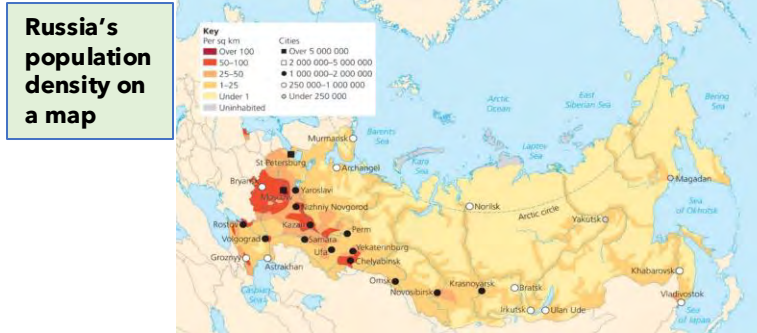 Russia's
population
density on
a map
Key
Per sq km
Over 100
50–100
25–50
1–25
Under 1
Uninhabited
Cities
Over 5 000 000
2 000 000–5 000 000
1 000 000–2 000 000
250 000–1 000 000
Under 250 000
Arctic
Ocean
East
Siberian Sea
Bering
Sea
Barents
Sea
Kara
Sea
Laptev
Sea
Murmansk
St Petersburg
Archangel
Bryansk
Moscow
Yaroslavl
Nizhniy Novgorod
Norilsk
Arctic circle
Yakutsk
Magadan
Sea
of Okhotsk
Rostov
Kazan
Perm
Volgograd
Samara
Ufa
Yekaterinburg
Chelyabinsk
Groznyy
Astrakhan
Caspian
Sea
Omsk
Novosibirsk
Krasnoyarsk
Bratsk
Irkutsk
Ulan Ude
Khabarovsk
Vladivostok
Sea
of Japan